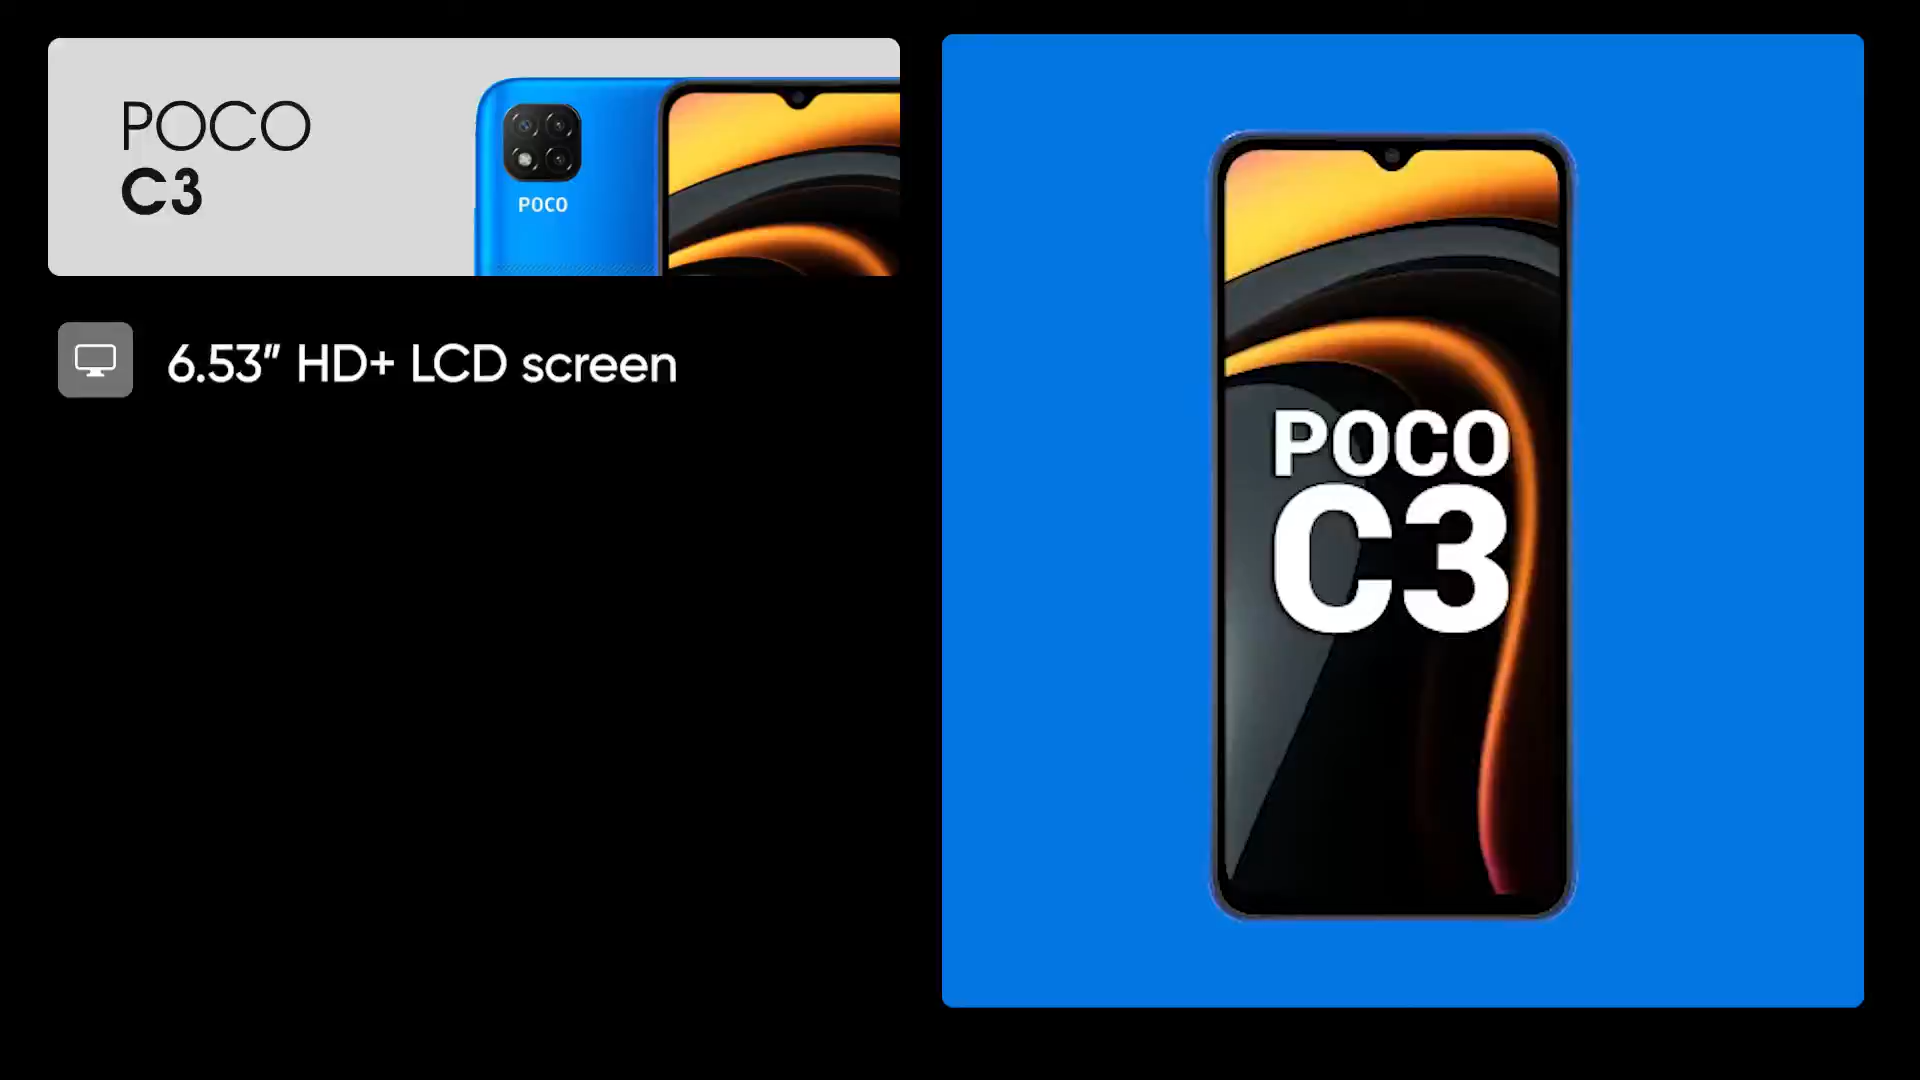 POCO
C3
POCO
6.53" HD+ LCD screen
POCO
C3